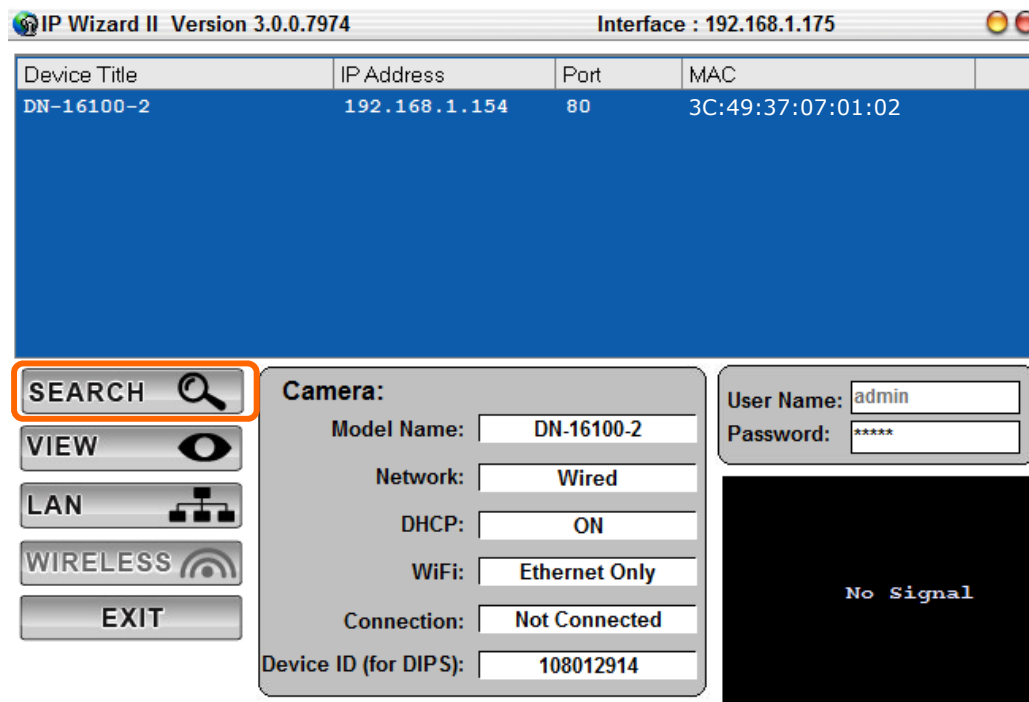 IP Wizard II Version 3.0.0.7974 Interface : 192.168.1.175
Device Title IP Address Port MAC
DN-16100-2 192.168.1.154 80 3C:49:37:07:01:02
SEARCH
VIEW
LAN
WIRELESS
EXIT
Camera:
Model Name: DN-16100-2
Network: Wired
DHCP: ON
WiFi: Ethernet Only
Connection: Not Connected
Device ID (for DIPS): 108012914
User Name: admin
Password: *****
No Signal